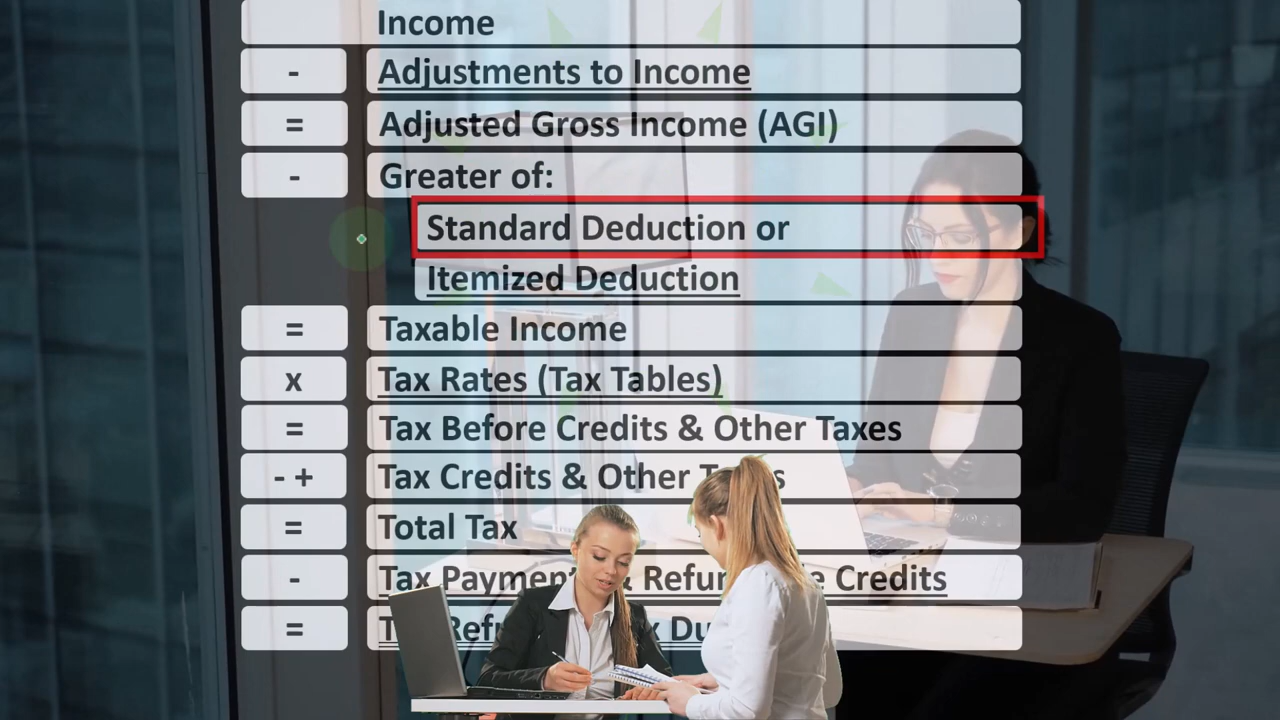 Income
- Adjustments to Income
= Adjusted Gross Income (AGI)
- Greater of:
Standard Deduction or
Itemized Deduction
= Taxable Income
x Tax Rates (Tax Tables)
= Tax Before Credits & Other Taxes
- + Tax Credits & Other
= Total Tax
- Tax & Credits
=